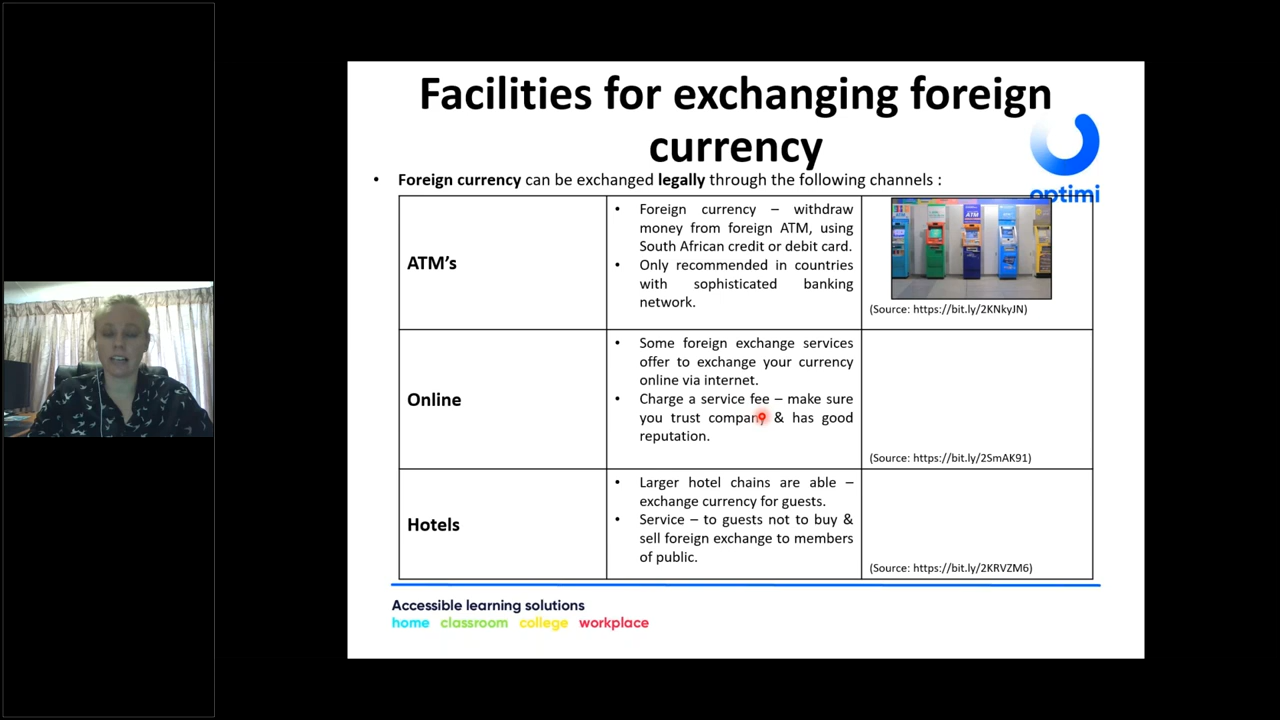 Facilities for exchanging foreign
currency
optimi
• Foreign currency can be exchanged legally through the following channels :
ATM's
• Foreign currency – withdraw
money from foreign ATM, using
South African credit or debit card.
• Only recommended in countries
with sophisticated banking
network.
ATM
(Source: https://bit.ly/2KNkyJN)
Online
• Some foreign exchange services
offer to exchange your currency
online via internet.
• Charge a service fee – make sure
you trust company & has good
reputation.
(Source: https://bit.ly/2SmAK91)
Hotels
• Larger hotel chains are able –
exchange currency for guests.
• Service – to guests not to buy &
sell foreign exchange to members
of public.
(Source: https://bit.ly/2KRVZM6)
Accessible learning solutions
home classroom college workplace